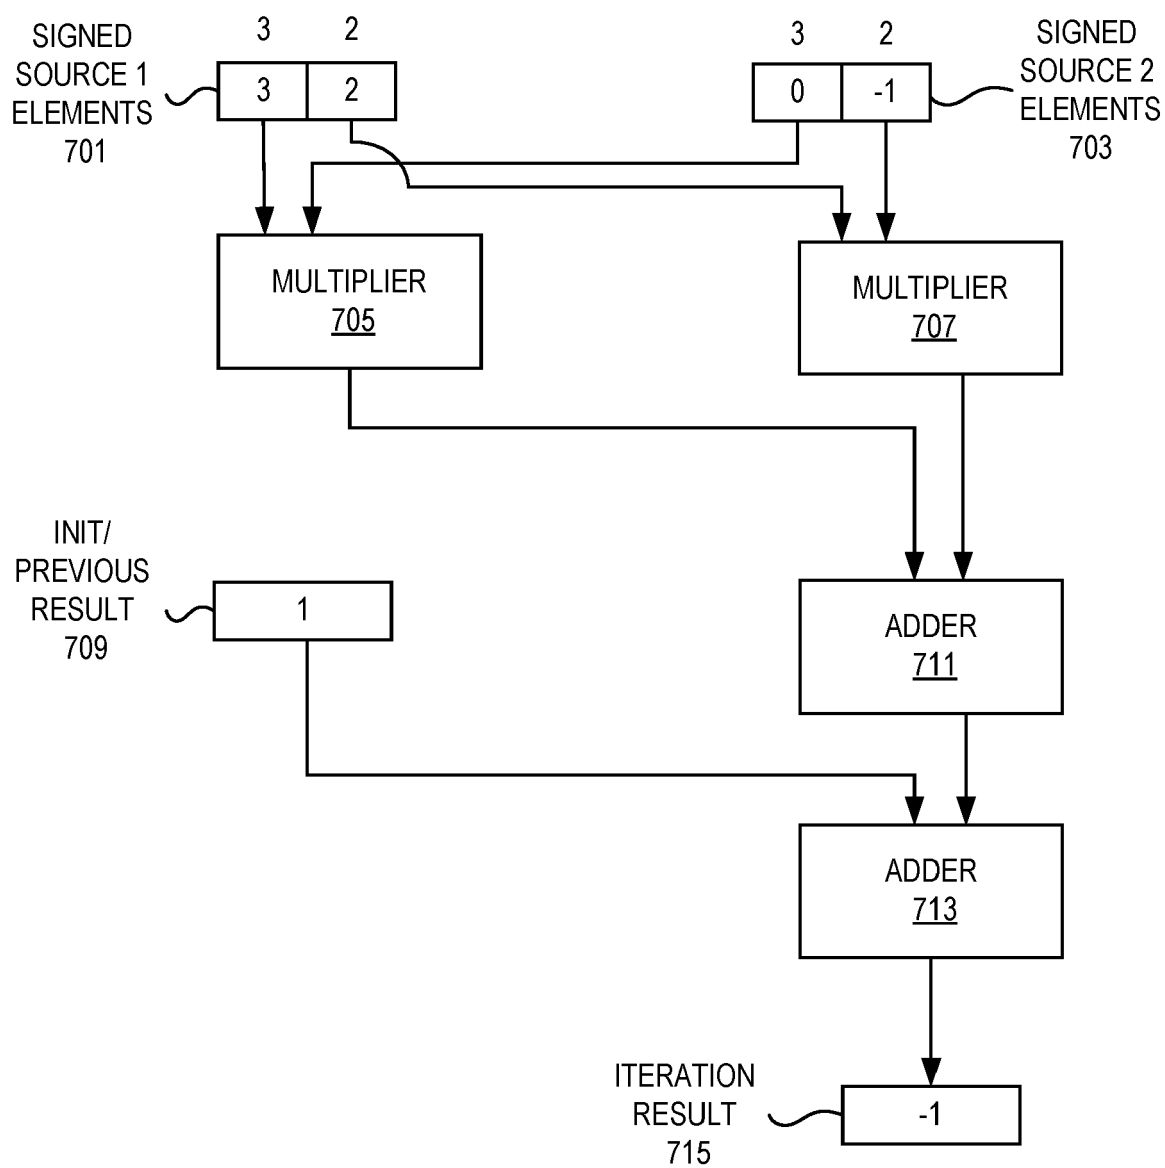 3 2
3 2
SIGNED
SOURCE 1
ELEMENTS
701
3 2
0 -1
SIGNED
SOURCE 2
ELEMENTS
703
MULTIPLIER
705
MULTIPLIER
707
INIT/
PREVIOUS
RESULT
709
1
ADDER
711
ADDER
713
ITERATION
RESULT
715
-1